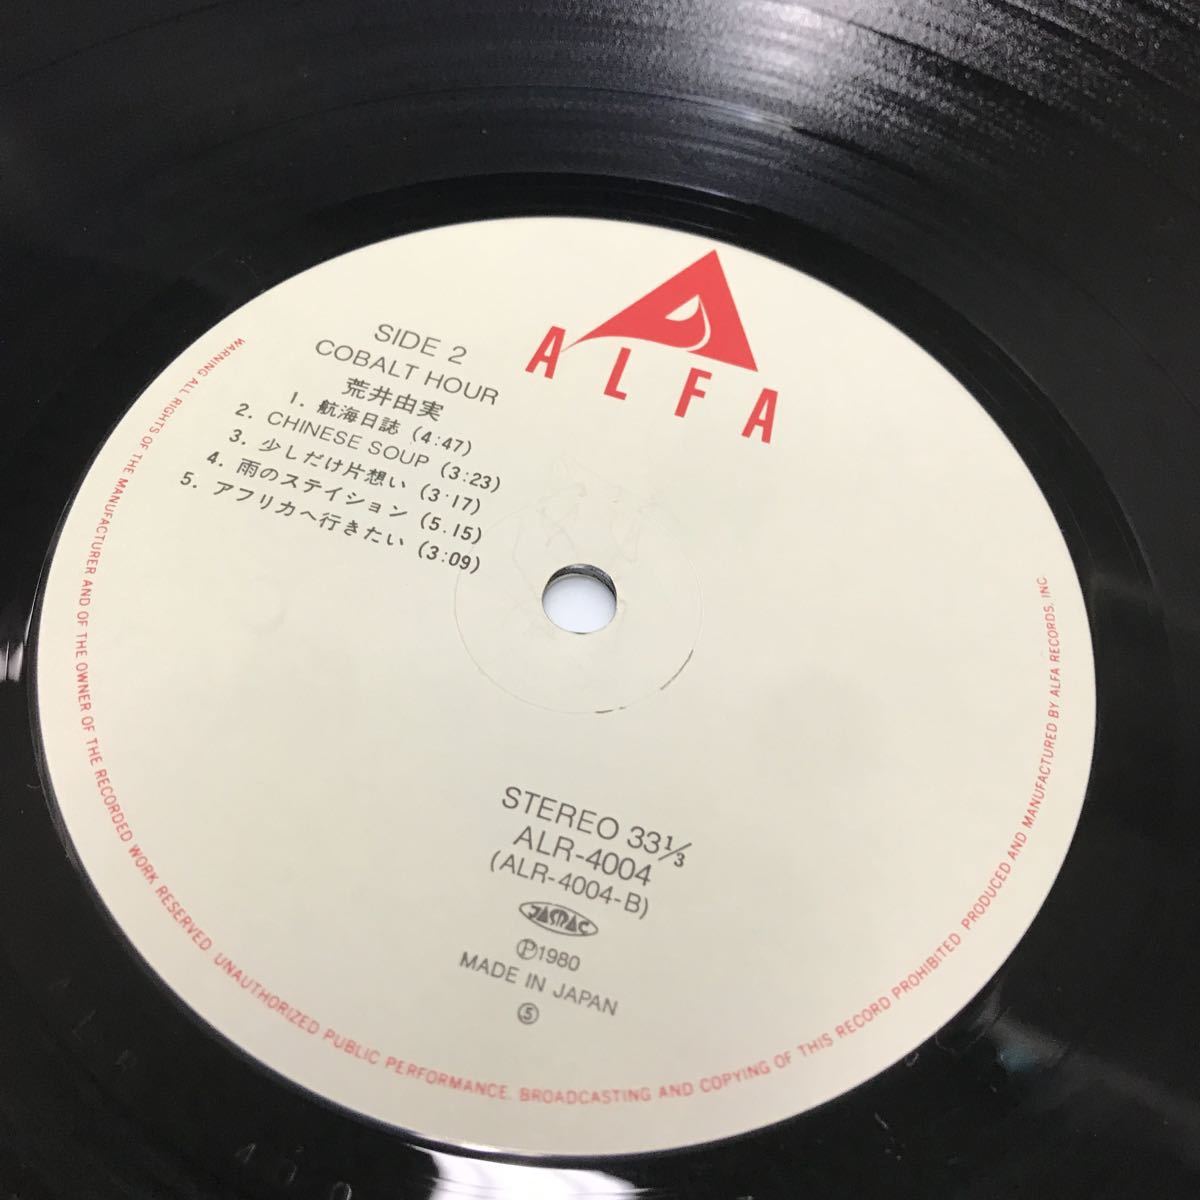 ALFA
SIDE 2
COBALT HOUR
荒井由実
1. 航海日誌 (4:47)
2. CHINESE SOUP (3:23)
3. 少しだけ片想い (3·17)
4. 雨のステイション (5.15)
5. アフリカへ行きたい (3:09)
STEREO 33⅓
ALR-4004
(ALR-4004-B)
JASRAC
Ⓟ1980
MADE IN JAPAN
⑤
WARNING ALL RIGHTS OF THE MANUFACTURER AND OF THE OWNER OF THE RECORDED WORK RESERVED. UNAUTHORIZED PUBLIC PERFORMANCE. BROADCASTING AND COPYING OF THIS RECORD PROHIBITED PRODUCED AND MANUFACTURED BY ALFA RECORDS, INC.